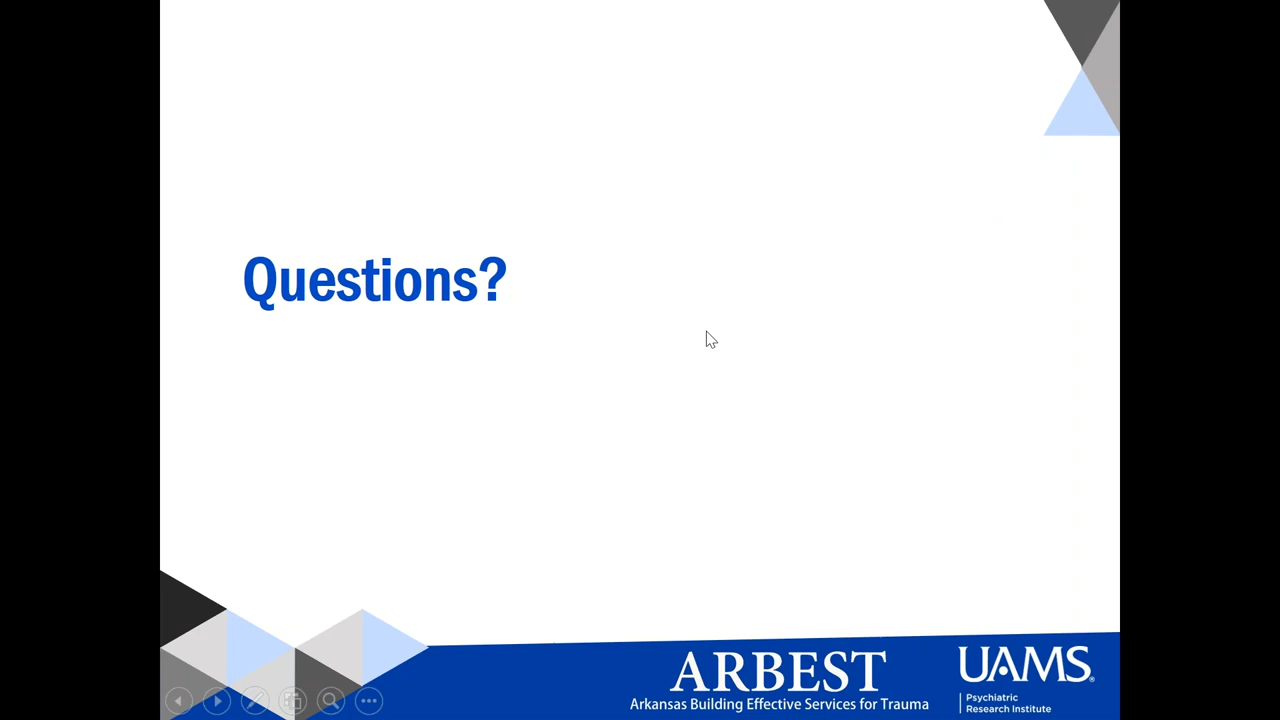 Questions?
ARBEST
Arkansas Building Effective Services for Trauma
UAMS®
Psychiatric
Research Institute